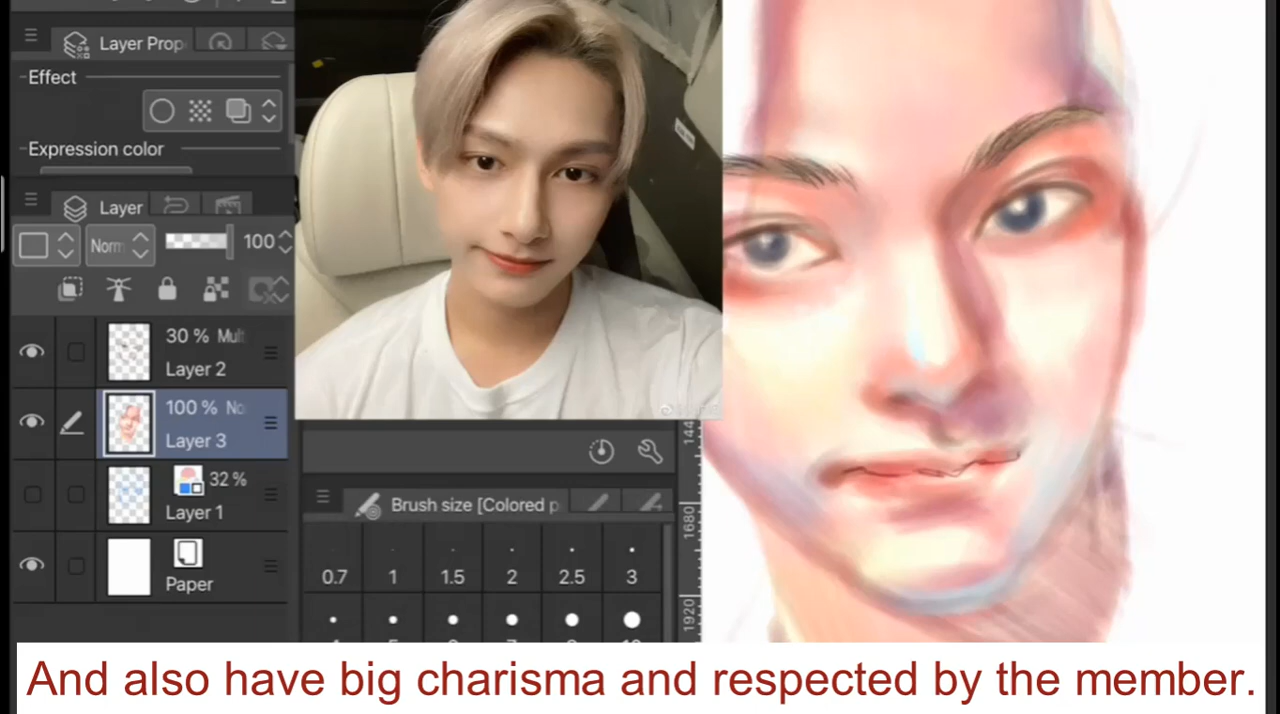 Layer Prop
Effect
Expression color
Layer
Norm
100
30 % Mult
Layer 2
100 % No
Layer 3
32 %
Layer 1
Paper
Brush size [Colored p
0.7 1 1.5 2 2.5 3
1680
1920
And also have big charisma and respected by the member.